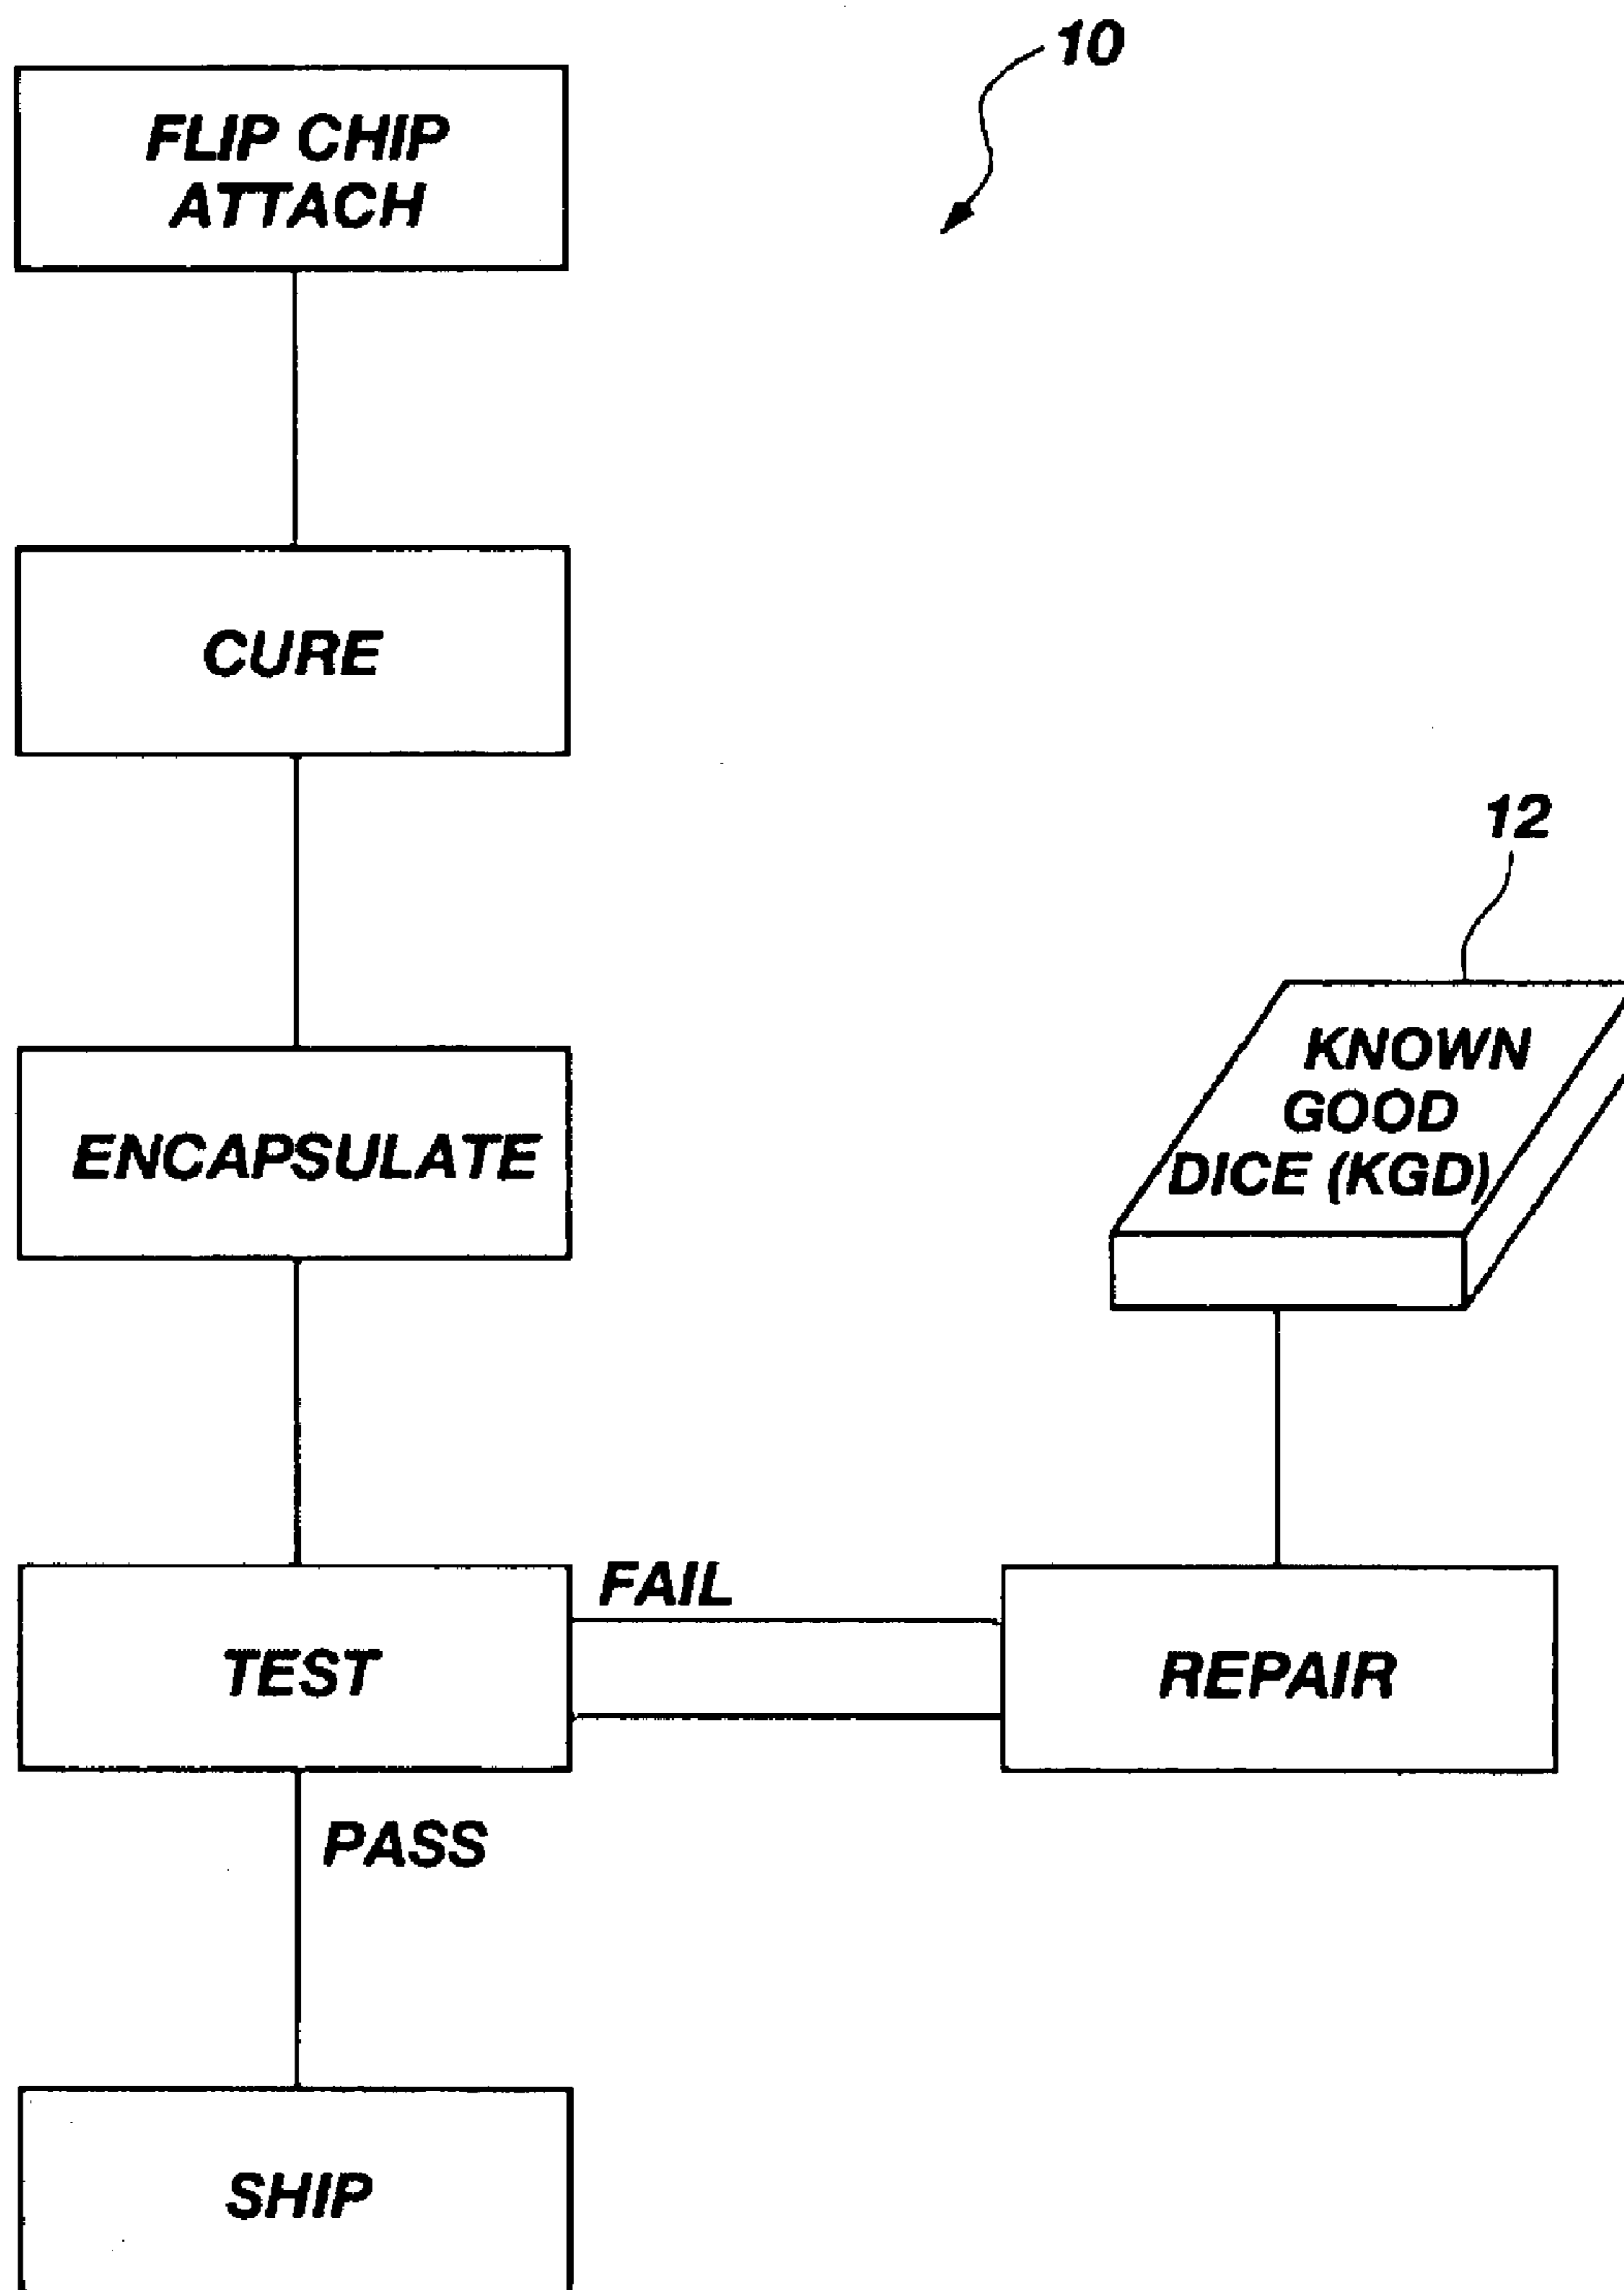 10
FLIP CHIP
ATTACH
CURE
12
KNOWN
GOOD
DICE (KGD)
ENCAPSULATE
FAIL
TEST
REPAIR
PASS
SHIP